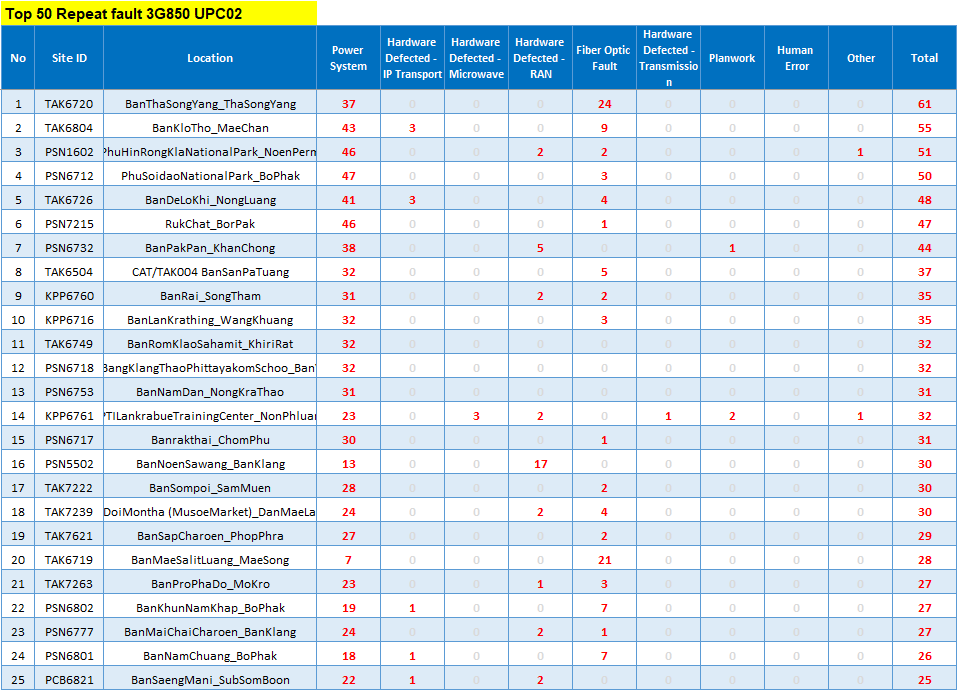 Top 50 Repeat fault 3G850 UPC02
No Site ID Location Power System Hardware Defected - IP Transport Hardware Defected - Microwave Hardware Defected - RAN Fiber Optic Fault Hardware Defected - Transmission Planwork Human Error Other Total
1 TAK6720 BanThaSongYang_ThaSongYang 37 0 0 0 24 0 0 0 0 61
2 TAK6804 BanKloTho_MaeChan 43 3 0 0 9 0 0 0 0 55
3 PSN1602 PhuHinRongKlaNationalPark_NoenPerm 46 0 0 2 2 0 0 0 1 51
4 PSN6712 PhuSoidaoNationalPark_BoPhak 47 0 0 0 3 0 0 0 0 50
5 TAK6726 BanDeLoKhi_NongLuang 41 3 0 0 4 0 0 0 0 48
6 PSN7215 RukChat_BorPak 46 0 0 0 1 0 0 0 0 47
7 PSN6732 BanPakPan_KhanChong 38 0 0 5 0 0 1 0 0 44
8 TAK6504 CAT/TAK004 BanSanPaTuang 32 0 0 0 5 0 0 0 0 37
9 KPP6760 BanRai_SongTham 31 0 0 2 2 0 0 0 0 35
10 KPP6716 BanLanKrathing_WangKhuang 32 0 0 0 3 0 0 0 0 35
11 TAK6749 BanRomKlaoSahamit_KhiriRat 32 0 0 0 0 0 0 0 0 32
12 PSN6718 BangKlangThaoPhittayakomSchoo_BanY 32 0 0 0 0 0 0 0 0 32
13 PSN6753 BanNamDan_NongKraThao 31 0 0 0 0 0 0 0 0 31
14 KPP6761 PTILankrabueTrainingCenter_NonPhluan 23 0 3 2 0 1 2 0 1 32
15 PSN6717 Banrakthai_ChomPhu 30 0 0 0 1 0 0 0 0 31
16 PSN5502 BanNoenSawang_BanKlang 13 0 0 17 0 0 0 0 0 30
17 TAK7222 BanSompoi_SamMuen 28 0 0 0 2 0 0 0 0 30
18 TAK7239 DoiMontha (MusoeMarket)_DanMaeLa 24 0 0 2 4 0 0 0 0 30
19 TAK7621 BanSapCharoen_PhopPhra 27 0 0 0 2 0 0 0 0 29
20 TAK6719 BanMaeSalitLuang_MaeSong 7 0 0 0 21 0 0 0 0 28
21 TAK7263 BanProPhaDo_MoKro 23 0 0 1 3 0 0 0 0 27
22 PSN6802 BanKhunNamKhap_BoPhak 19 1 0 0 7 0 0 0 0 27
23 PSN6777 BanMaiChaiCharoen_BanKlang 24 0 0 2 1 0 0 0 0 27
24 PSN6801 BanNamChuang_BoPhak 18 1 0 0 7 0 0 0 0 26
25 PCB6821 BanSaengMani_SubSomBoon 22 1 0 2 0 0 0 0 0 25